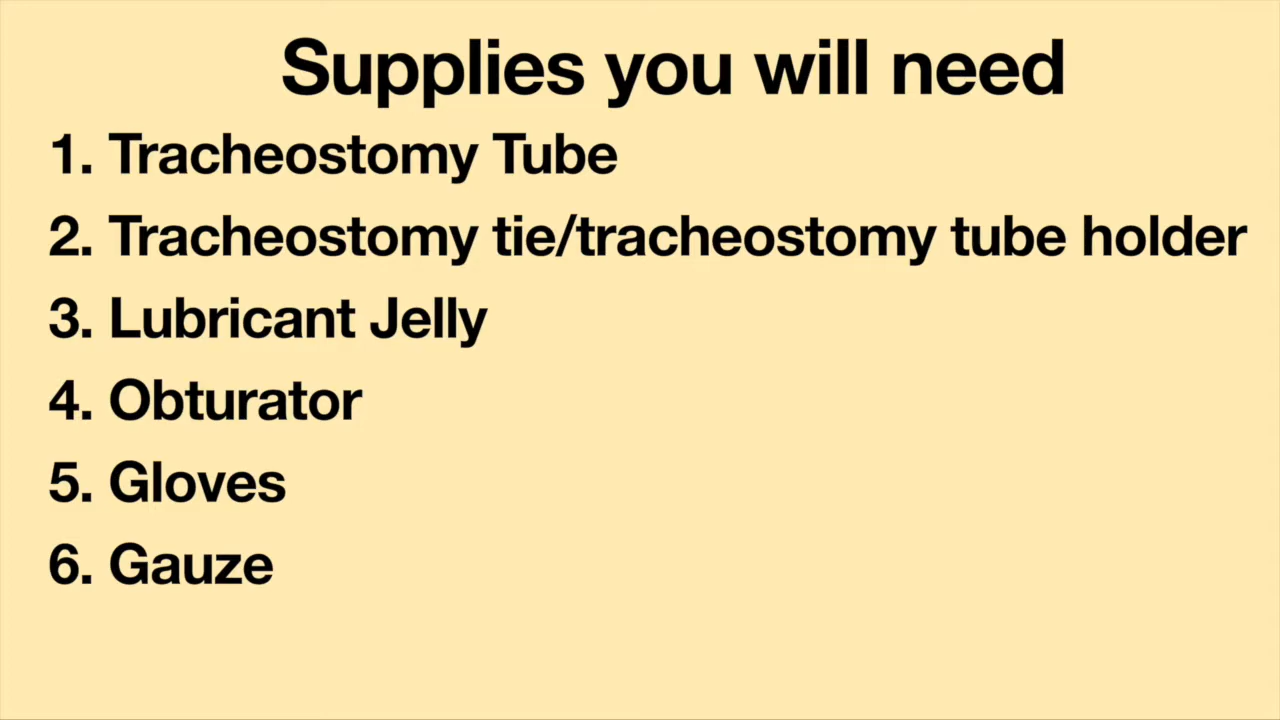 Supplies you will need
1. Tracheostomy Tube
2. Tracheostomy tie/tracheostomy tube holder
3. Lubricant Jelly
4. Obturator
5. Gloves
6. Gauze